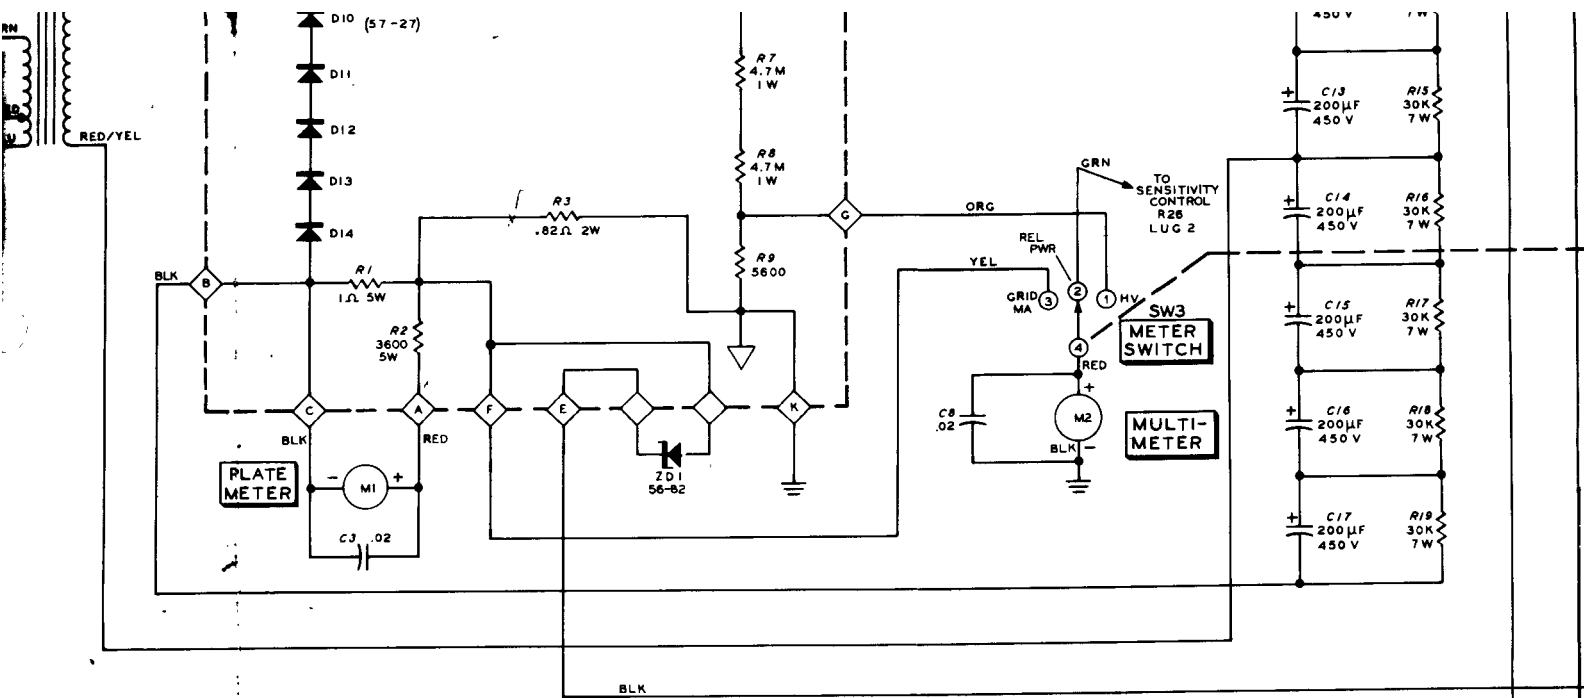 RN
RED/YEL
D10 (57-27)
D11
D12
D13
D14
R7
4.7M
1W
R8
4.7M
1W
R9
5600
R3
.82Ω 2W
R1
1Ω 5W
R2
3600
5W
BLK
B
G
ORG
YEL
GRN
TO
SENSITIVITY
CONTROL
R26
LUG 2
REL
PWR
GRID
MA
3
2
1
HV
SW3
METER
SWITCH
4
RED
C8
.02
+
M2
BLK
-
MULTI-
METER
C
A
F
E
K
BLK
RED
PLATE
METER
-
M1
+
C3 .02
ZD1
56-82
450V
1W
+
C13
200µF
450V
R15
30K
7W
+
C14
200µF
450V
R16
30K
7W
+
C15
200µF
450V
R17
30K
7W
+
C16
200µF
450V
R18
30K
7W
+
C17
200µF
450V
R19
30K
7W
BLK